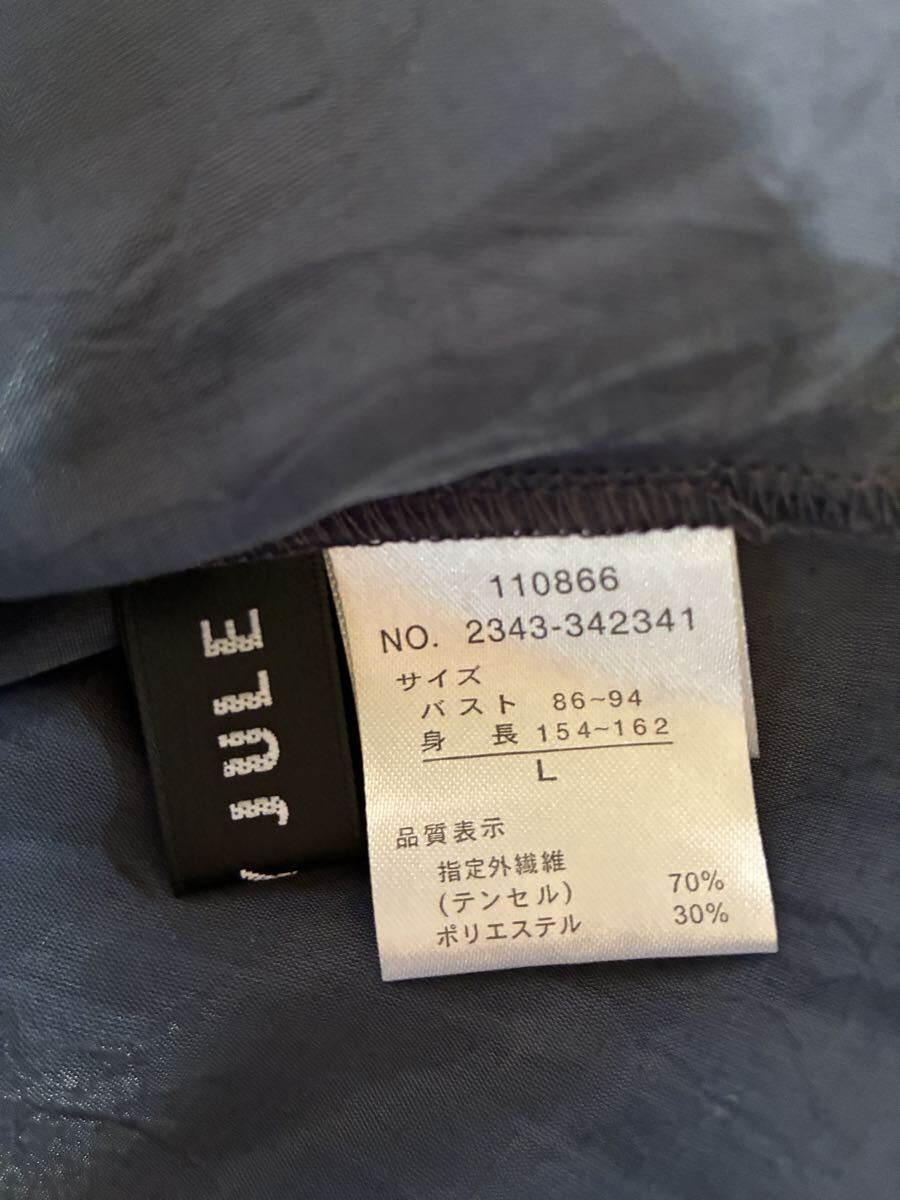 110866
NO. 2343-342341
サイズ
バスト 86~94
身 長 154~162
L
品質表示
指定外繊維
(テンセル) 70%
ポリエステル 30%
JULE